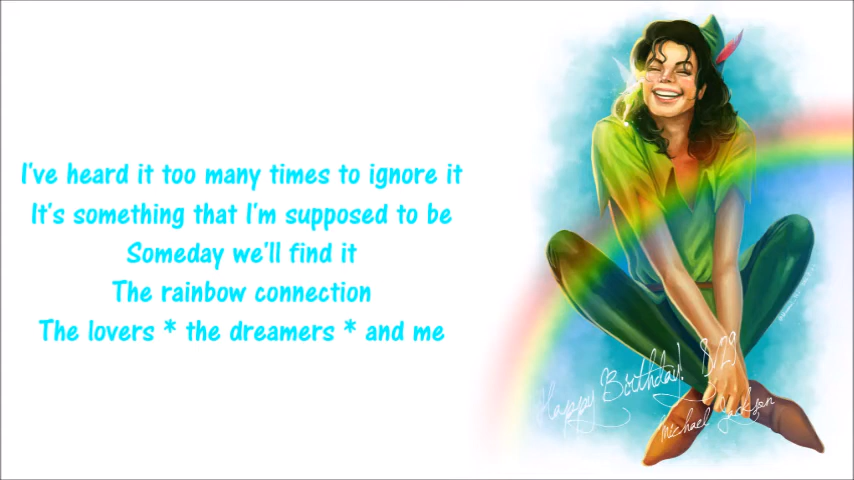 I've heard it too many times to ignore it
It's something that I'm supposed to be
Someday we'll find it
The rainbow connection
The lovers * the dreamers * and me
Happy Birthday! 8/29
Michael Jackson